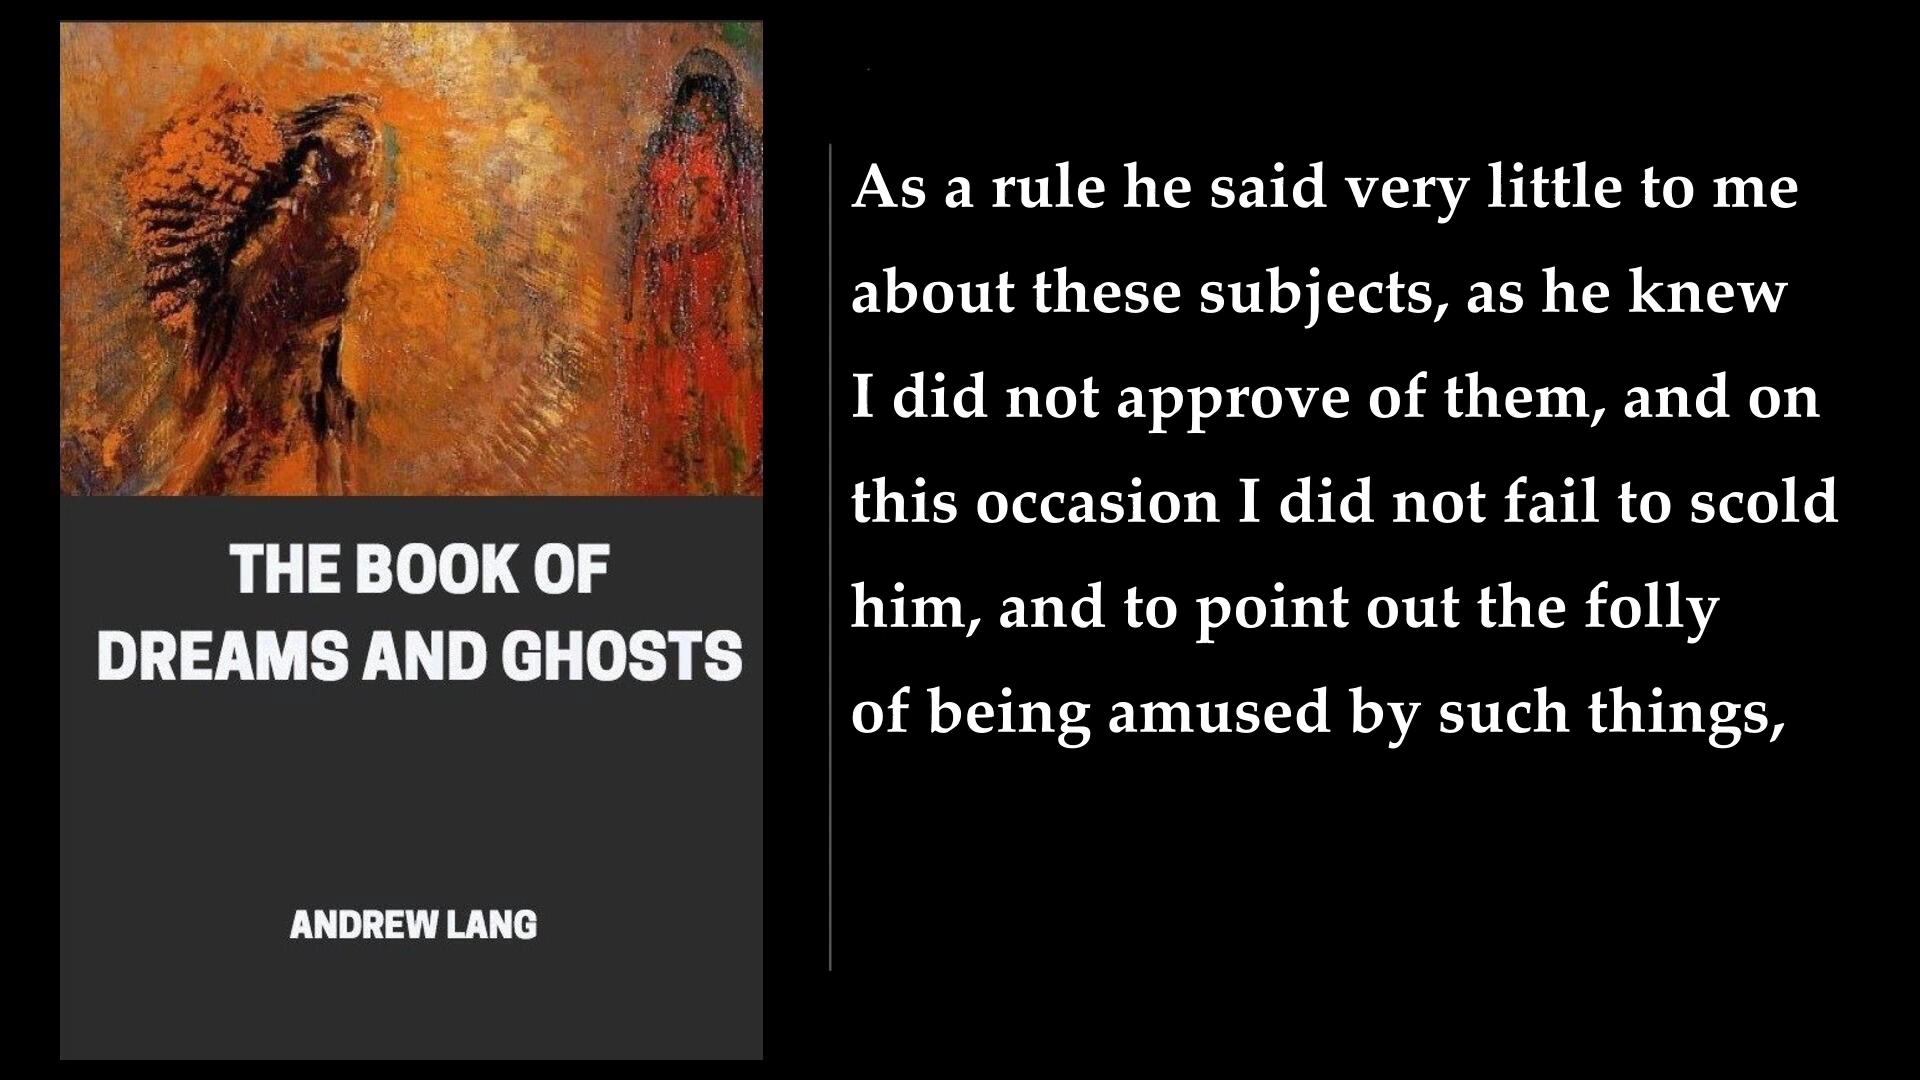 THE BOOK OF
DREAMS AND GHOSTS
ANDREW LANG
As a rule he said very little to me
about these subjects, as he knew
I did not approve of them, and on
this occasion I did not fail to scold
him, and to point out the folly
of being amused by such things,